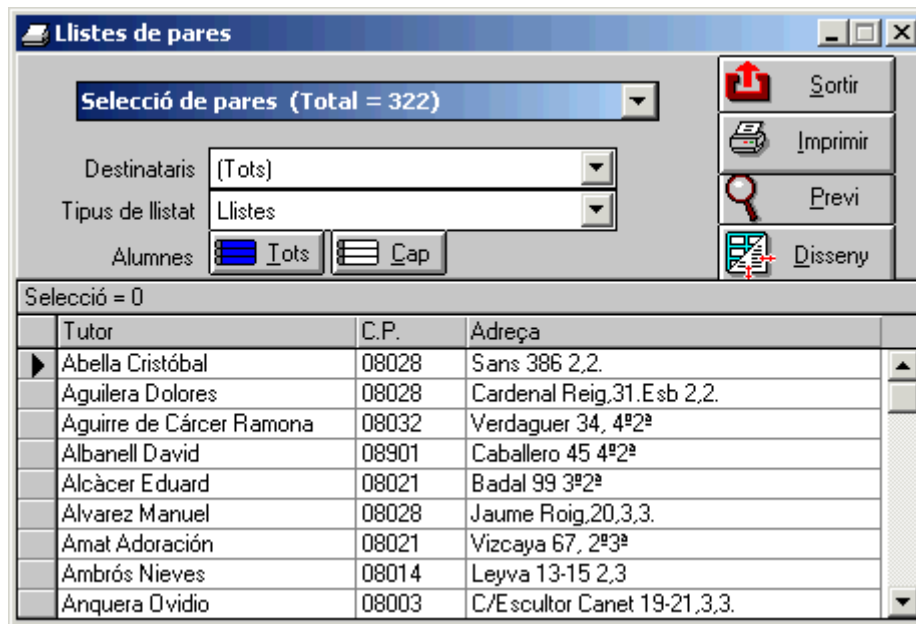 Llistes de pares
Selecció de pares (Total = 322)
Sortir
Imprimir
Previ
Disseny
Destinataris (Tots)
Tipus de llistat Llistes
Alumnes Tots Cap
Selecció = 0
Tutor C.P. Adreça
Abella Cristóbal 08028 Sans 386 2,2.
Aguilera Dolores 08028 Cardenal Reig,31.Esb 2,2.
Aguirre de Cárcer Ramona 08032 Verdaguer 34, 4º2ª
Albanell David 08901 Caballero 45 4º2ª
Alcàcer Eduard 08021 Badal 99 3º2ª
Alvarez Manuel 08028 Jaume Roig,20,3,3.
Amat Adoración 08021 Vizcaya 67, 2º3ª
Ambrós Nieves 08014 Leyva 13-15 2,3
Anquera Ovidio 08003 C/Escultor Canet 19-21,3,3.